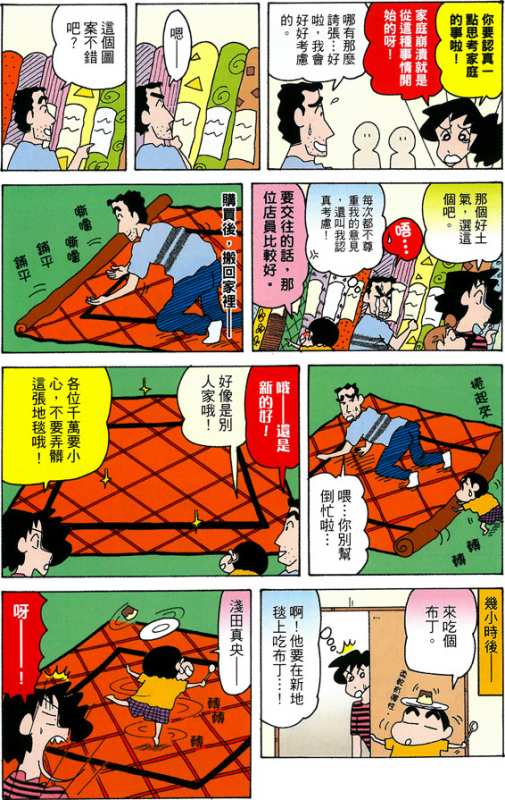 你要認真一
點思考家庭
的事啦！
家庭崩潰就是
從這種事情開
始的呀！
哪有那麼
誇張…好
啦，我會
好好考慮
的。
嗯——
這個圖
案不錯
吧？
那個好土
氣，選這
個吧。
唔…
每次都不尊
重我的意見
，還叫我認
真考慮！
要交往的話，那
位店員比較好。
購買後，搬回家裡——
嘶嚕
嘶嚕
鋪平
鋪平
捲起來
喂…你別幫
倒忙啦…
轉
轉
哦——還是
新的好！
好像是別
人家哦！
各位千萬要小
心，不要弄髒
這張地毯哦！
幾小時後——
來吃個
布丁。
柔軟的彈性
啊！他要在新地
毯上吃布丁…！
淺田真央——
轉
轉
轉
呀——！